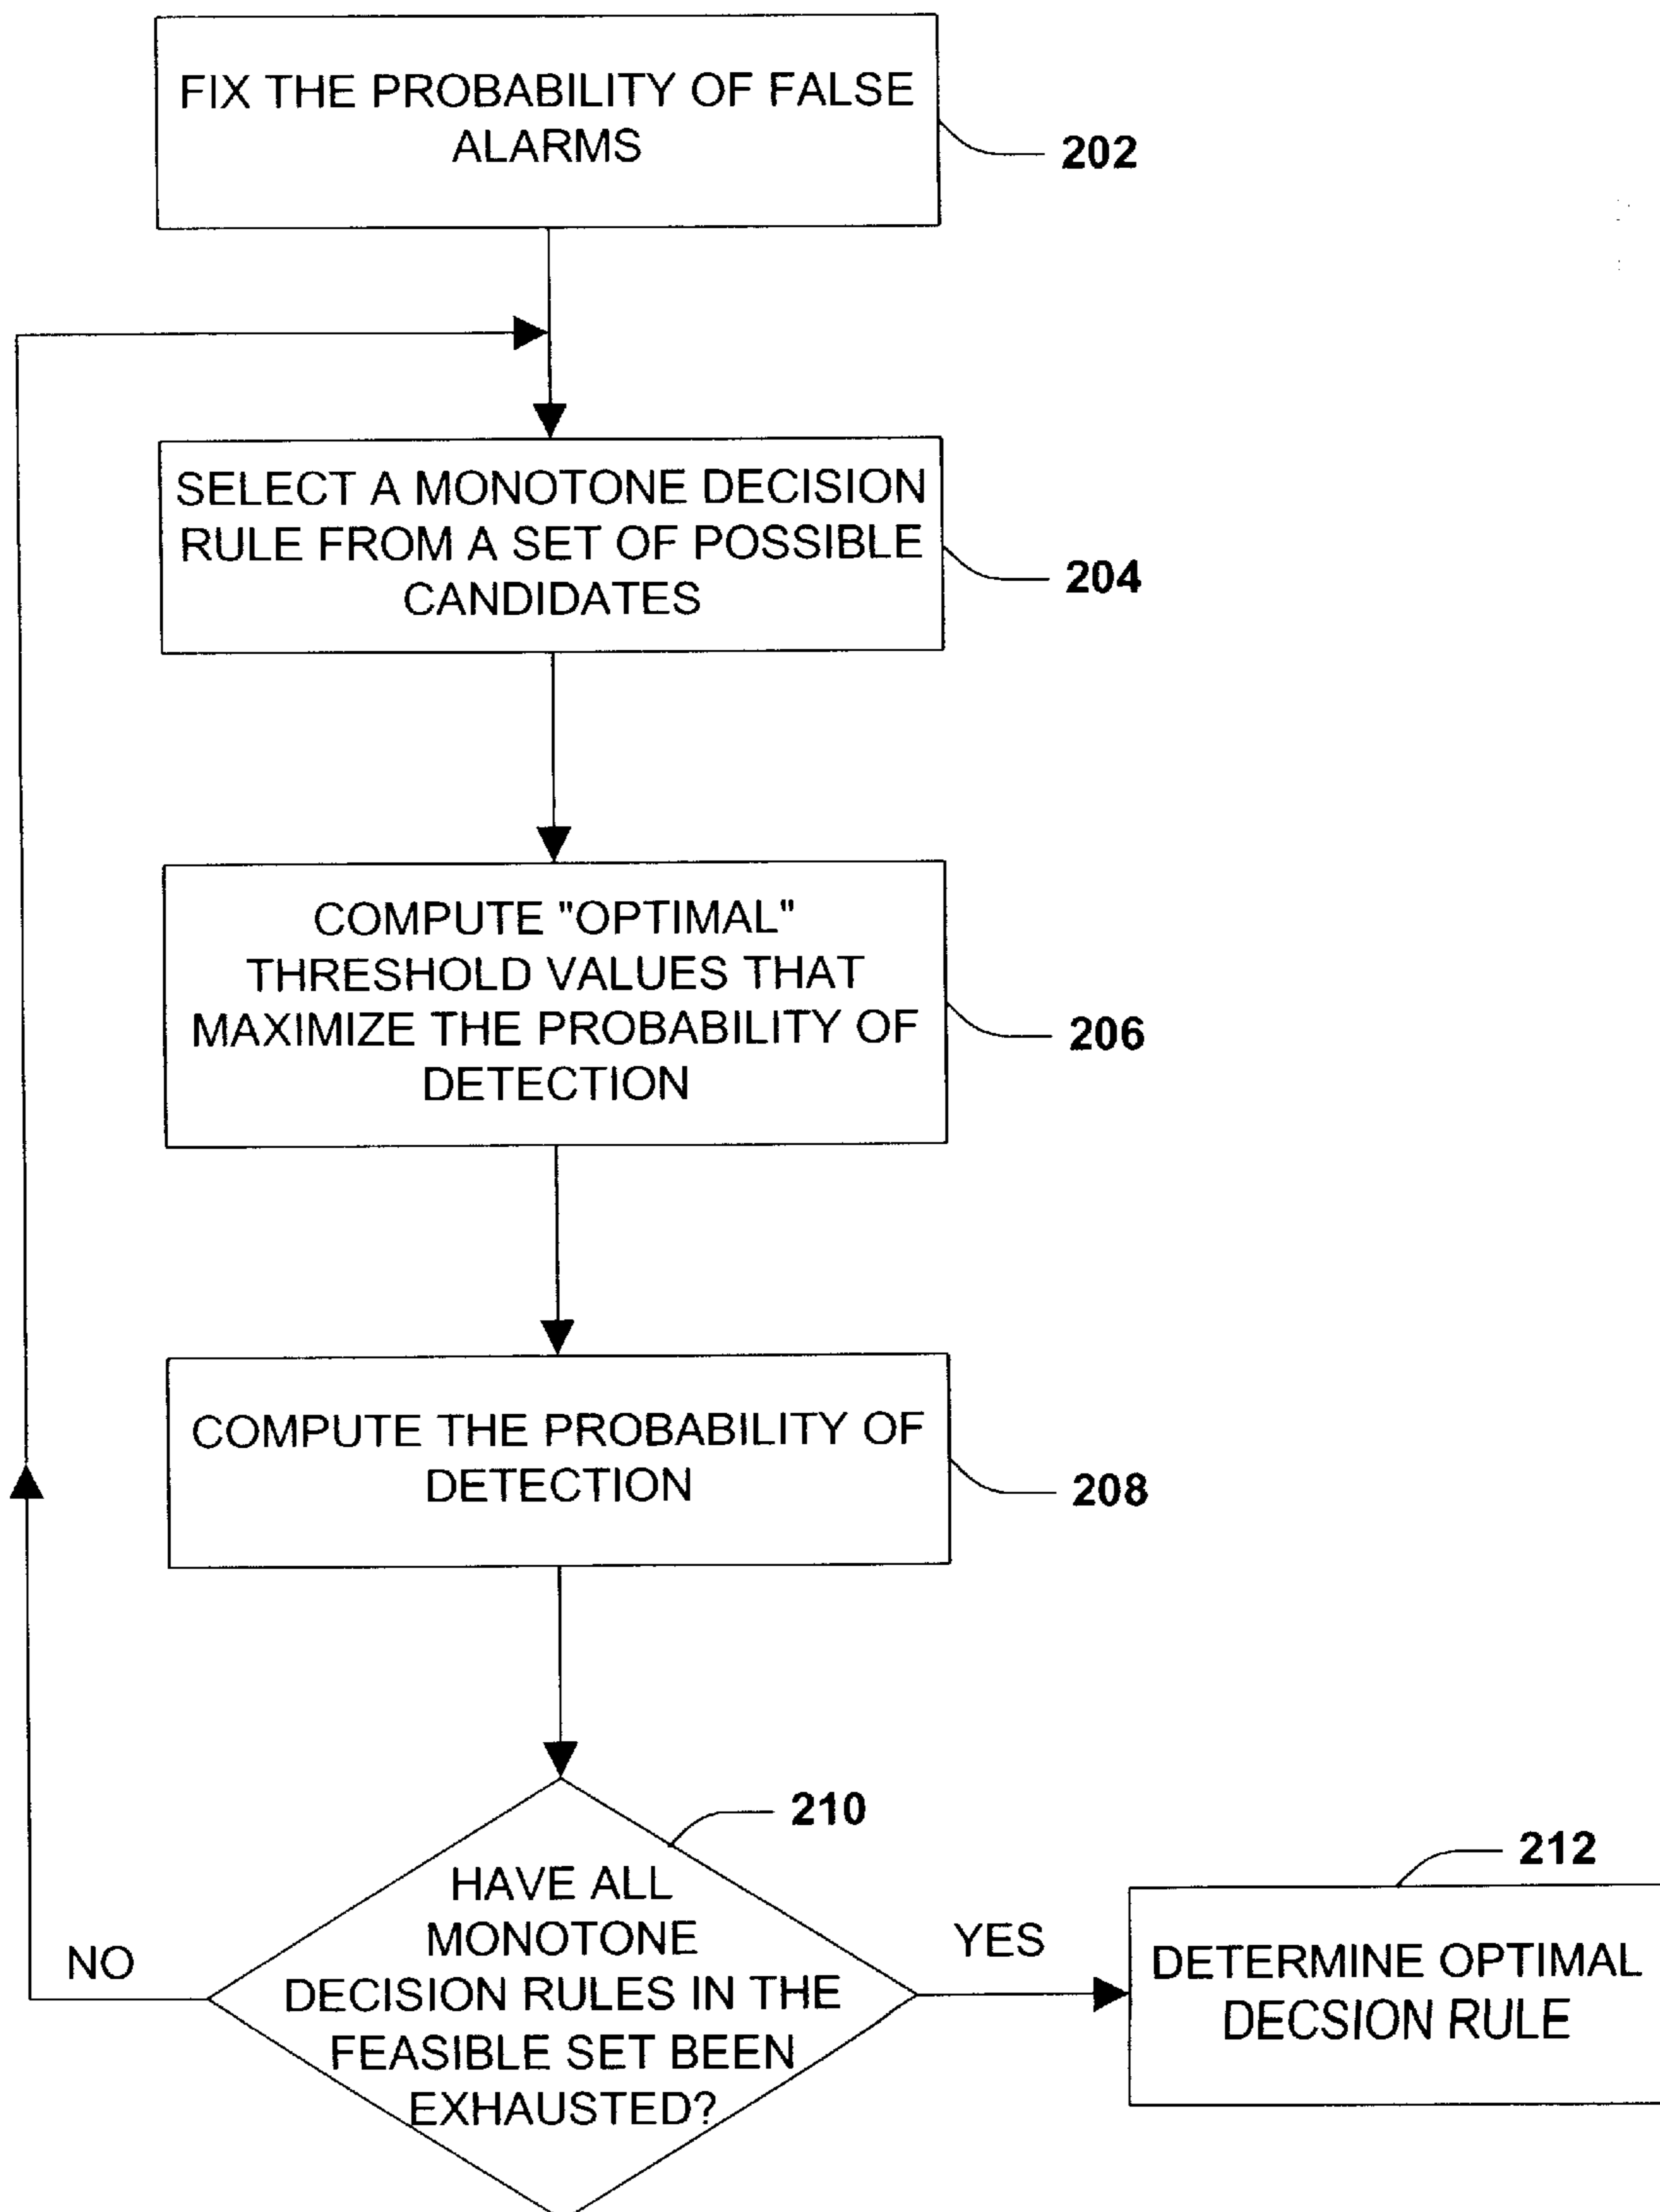 FIX THE PROBABILITY OF FALSE
ALARMS
202
SELECT A MONOTONE DECISION
RULE FROM A SET OF POSSIBLE
CANDIDATES
204
COMPUTE "OPTIMAL"
THRESHOLD VALUES THAT
MAXIMIZE THE PROBABILITY OF
DETECTION
206
COMPUTE THE PROBABILITY OF
DETECTION
208
210
HAVE ALL
MONOTONE
DECISION RULES IN THE
FEASIBLE SET BEEN
EXHAUSTED?
NO
YES
212
DETERMINE OPTIMAL
DECSION RULE